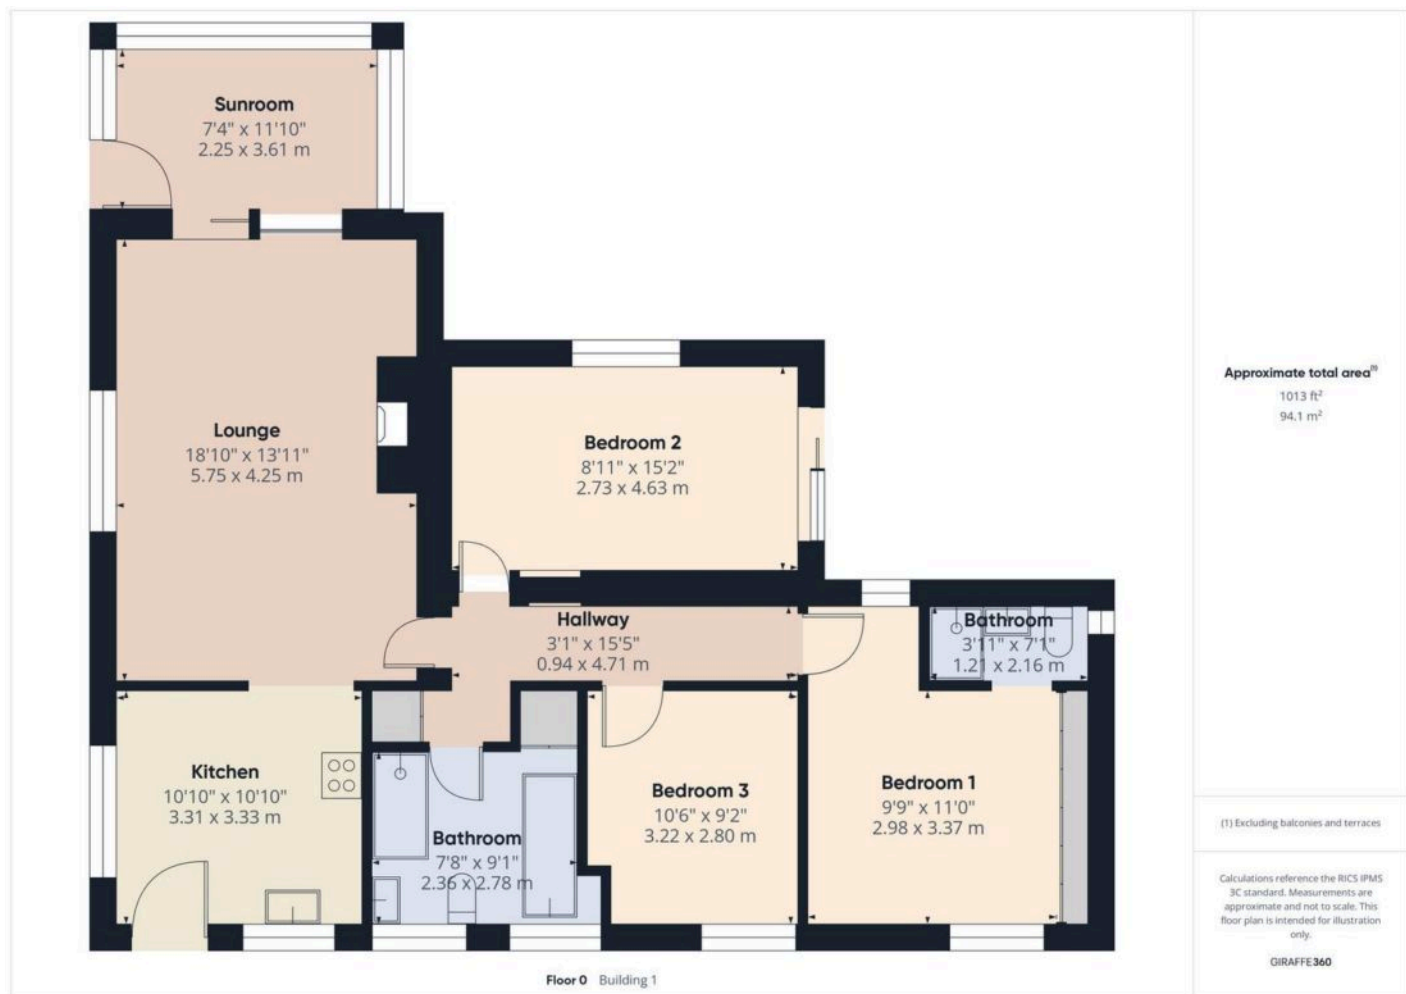 Sunroom
7'4" x 11'10"
2.25 x 3.61 m
Lounge
18'10" x 13'11"
5.75 x 4.25 m
Bedroom 2
8'11" x 15'2"
2.73 x 4.63 m
Hallway
3'1" x 15'5"
0.94 x 4.71 m
Bathroom
3'11" x 7'1"
1.21 x 2.16 m
Kitchen
10'10" x 10'10"
3.31 x 3.33 m
Bathroom
7'8" x 9'1"
2.36 x 2.78 m
Bedroom 3
10'6" x 9'2"
3.22 x 2.80 m
Bedroom 1
9'9" x 11'0"
2.98 x 3.37 m
Floor 0 Building 1
Approximate total area⁽¹⁾
1013 ft²
94.1 m²
(1) Excluding balconies and terraces
Calculations reference the RICS IPMS
3C standard. Measurements are
approximate and not to scale. This
floor plan is intended for illustration
only.
GIRAFFE360